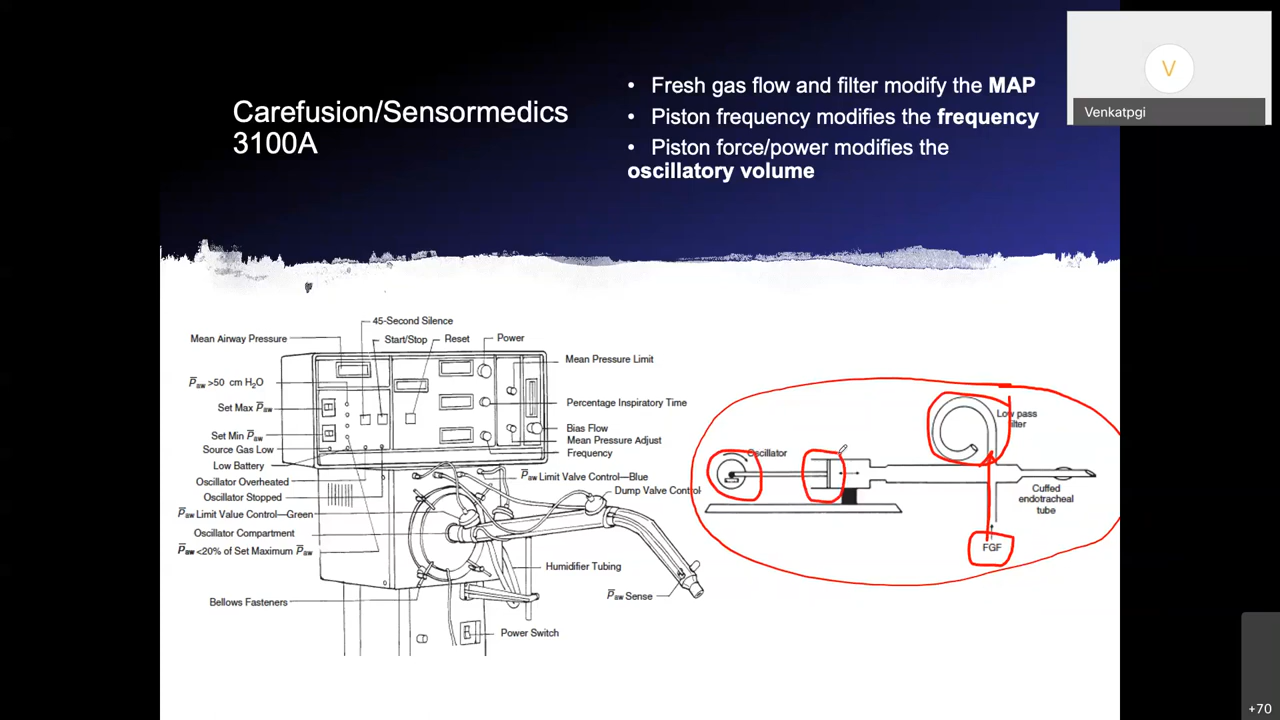 Carefusion/Sensormedics
3100A
• Fresh gas flow and filter modify the MAP
• Piston frequency modifies the frequency
• Piston force/power modifies the
oscillatory volume
V
Venkatpgi
45-Second Silence
Mean Airway Pressure
Start/Stop
Reset
Power
Mean Pressure Limit
P̅aw >50 cm H2O
Set Max P̅aw
Percentage Inspiratory Time
Set Min P̅aw
Bias Flow
Mean Pressure Adjust
Source Gas Low
Frequency
Low Battery
Oscillator Overheated
P̅aw Limit Valve Control—Blue
Oscillator Stopped
Dump Valve Control
P̅aw Limit Value Control—Green
Oscillator Compartment
P̅aw <20% of Set Maximum P̅aw
Humidifier Tubing
Bellows Fasteners
P̅aw Sense
Power Switch
Low pass
filter
Oscillator
Cuffed
endotracheal
tube
FGF
+70